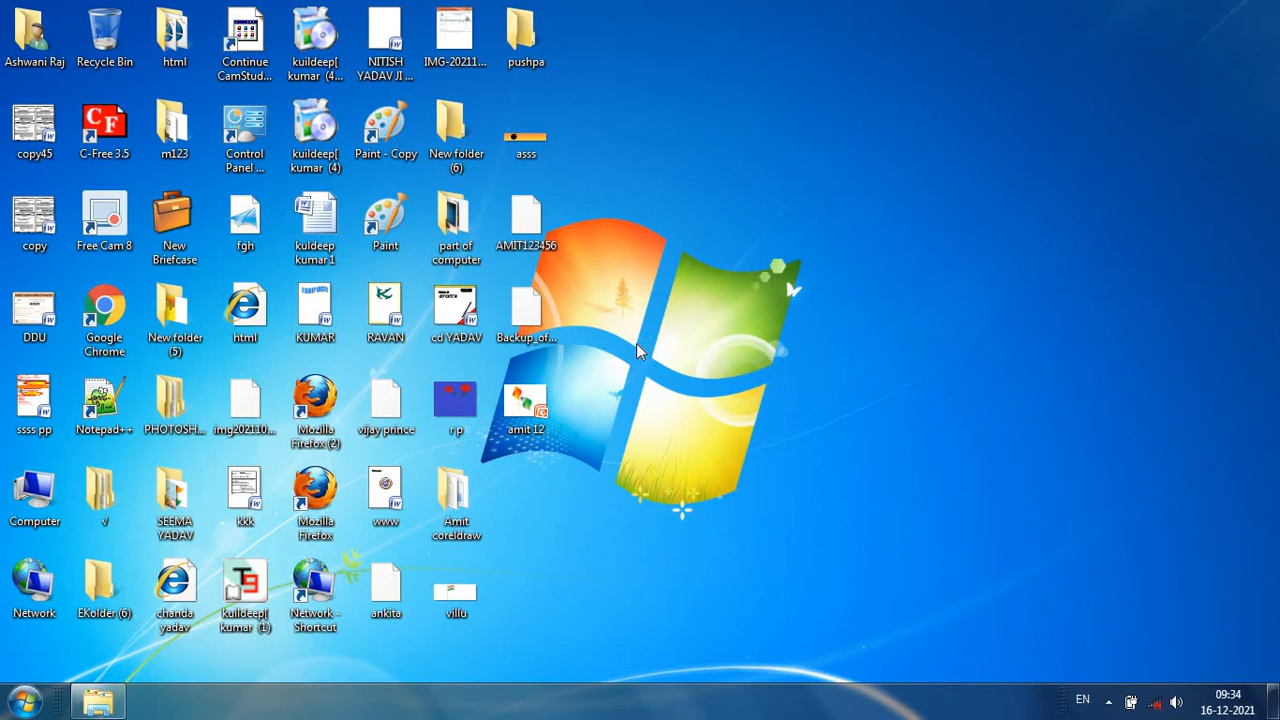 Ashwani Raj
Recycle Bin
html
Continue
CamStud...
kuildeep[
kumar (4...
NITISH
YADAV JI ...
IMG-20211...
pushpa
copy45
C-Free 3.5
m123
Control
Panel ...
kuildeep[
kumar (4)
Paint - Copy
New folder
(6)
asss
copy
Free Cam 8
New
Briefcase
fgh
kuldeep
kumar 1
Paint
part of
computer
AMIT123456
DDU
Google
Chrome
New folder
(5)
html
KUMAR
RAVAN
cd YADAV
Backup_of...
ssss pp
Notepad++
PHOTOSH...
img202110...
Mozilla
Firefox (2)
vijay prince
r p
amit 12
Computer
√
SEEMA
YADAV
kkk
Mozilla
Firefox
www
Amit
coreldraw
Network
EKolder (6)
chanda
yadav
kuildeep[
kumar (1)
Network -
Shortcut
ankita
villu
EN
09:34
16-12-2021